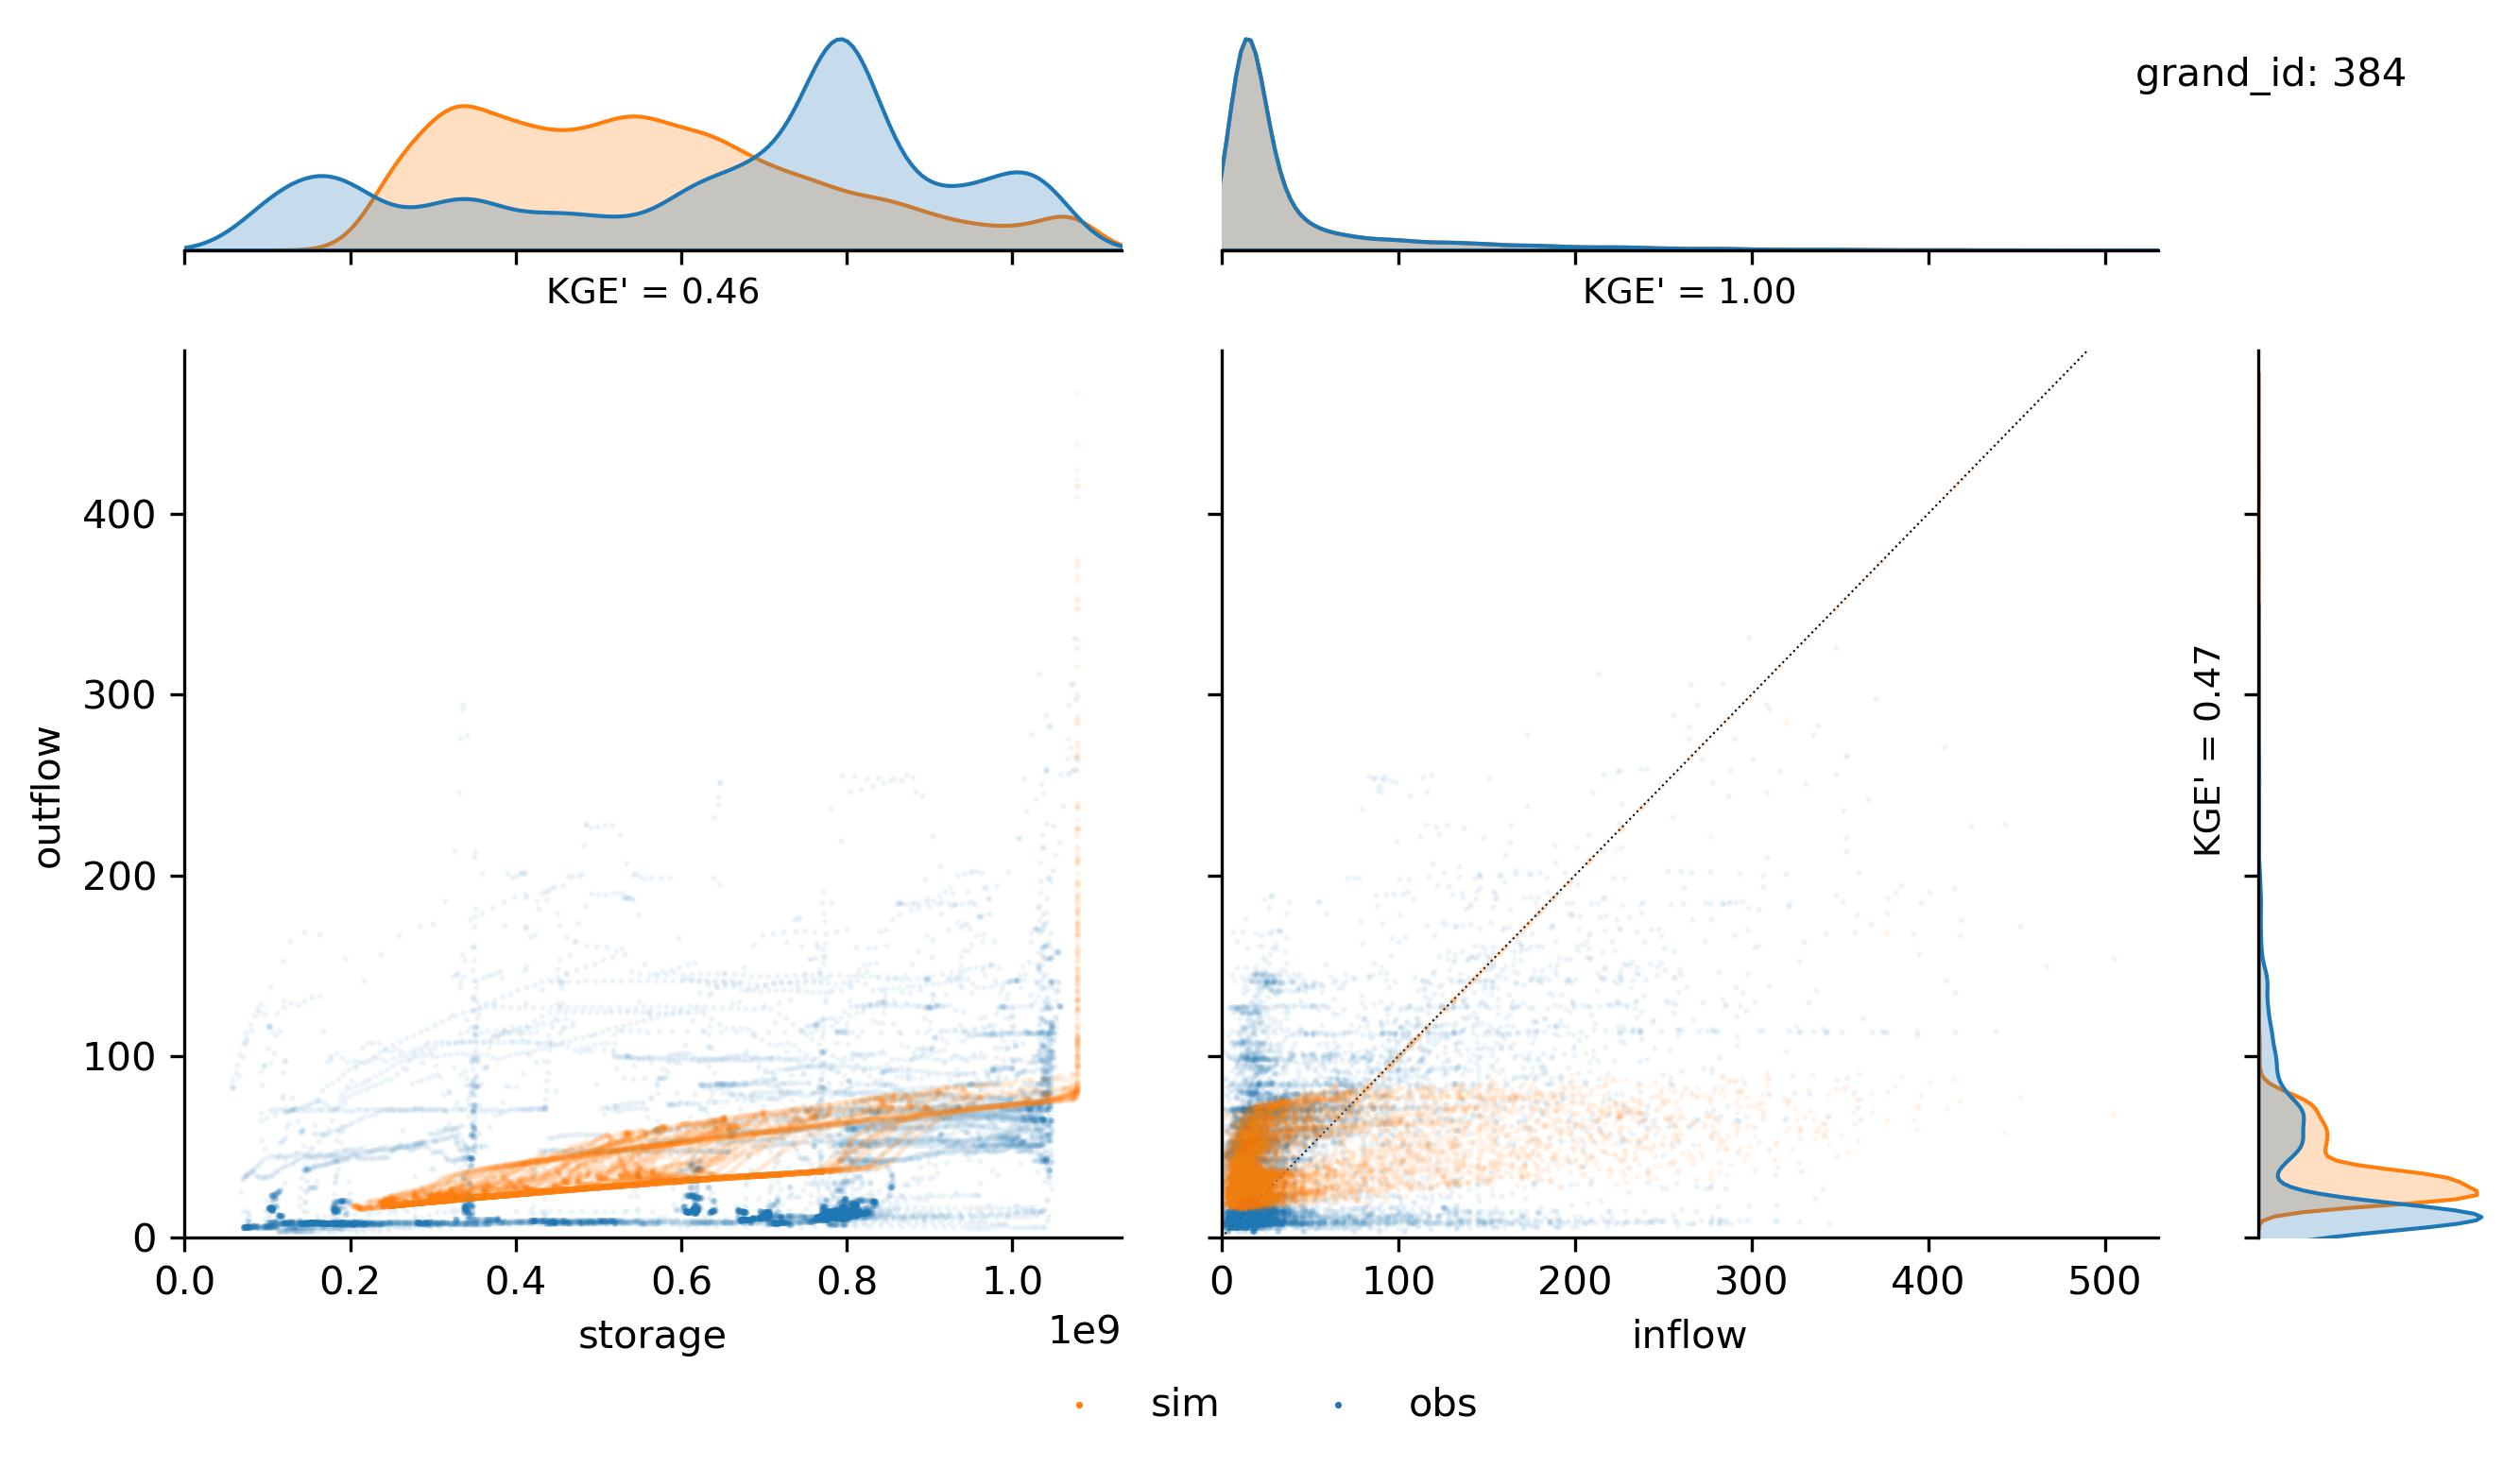 grand_id: 384
KGE' = 0.46
KGE' = 1.00
400
300
200
100
0
outflow
KGE' = 0.47
0.0 0.2 0.4 0.6 0.8 1.0
0 100 200 300 400 500
storage
1e9
inflow
sim
obs